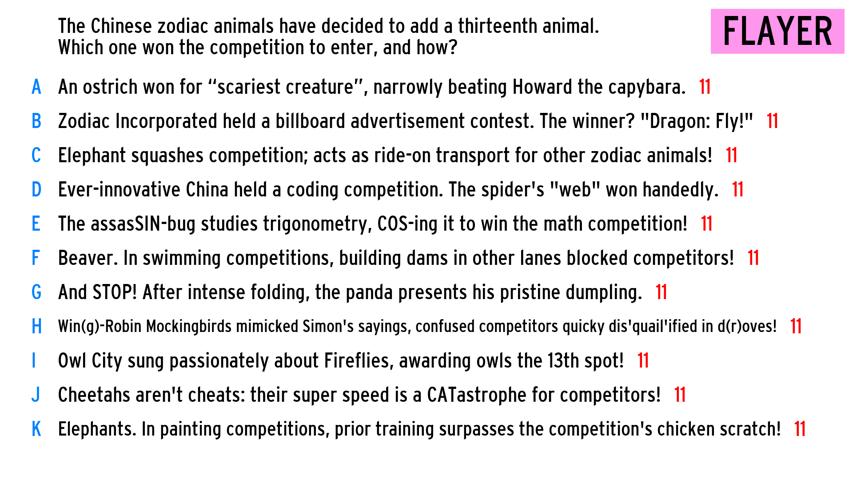 The Chinese zodiac animals have decided to add a thirteenth animal.
Which one won the competition to enter, and how?
FLAYER
A An ostrich won for “scariest creature”, narrowly beating Howard the capybara. 11
B Zodiac Incorporated held a billboard advertisement contest. The winner? "Dragon: Fly!" 11
C Elephant squashes competition; acts as ride-on transport for other zodiac animals! 11
D Ever-innovative China held a coding competition. The spider's "web" won handedly. 11
E The assasSIN-bug studies trigonometry, COS-ing it to win the math competition! 11
F Beaver. In swimming competitions, building dams in other lanes blocked competitors! 11
G And STOP! After intense folding, the panda presents his pristine dumpling. 11
H Win(g)-Robin Mockingbirds mimicked Simon's sayings, confused competitors quicky dis'quail'ified in d(r)oves! 11
I Owl City sung passionately about Fireflies, awarding owls the 13th spot! 11
J Cheetahs aren't cheats: their super speed is a CATastrophe for competitors! 11
K Elephants. In painting competitions, prior training surpasses the competition's chicken scratch! 11